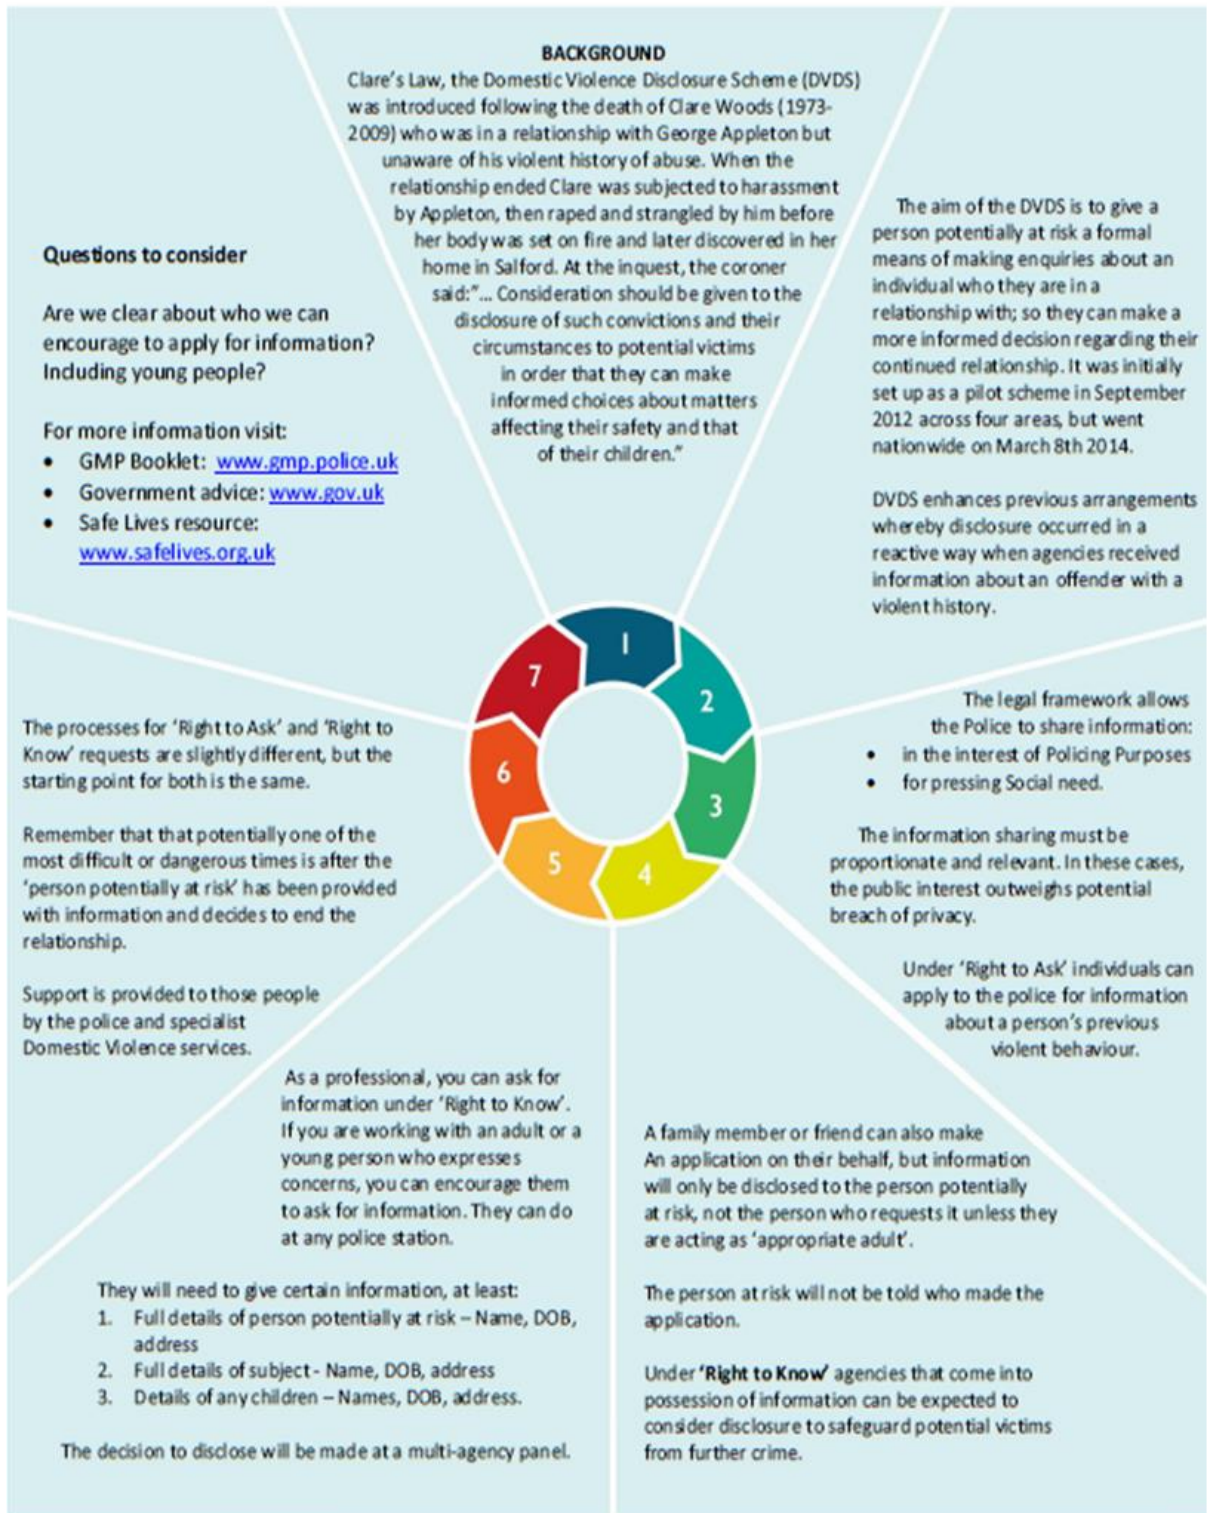 BACKGROUND
Clare's Law, the Domestic Violence Disclosure Scheme (DVDS)
was introduced following the death of Clare Woods (1973-
2009) who was in a relationship with George Appleton but
unaware of his violent history of abuse. When the
relationship ended Clare was subjected to harassment
by Appleton, then raped and strangled by him before
her body was set on fire and later discovered in her
home in Salford. At the inquest, the coroner
said:"... Consideration should be given to the
disclosure of such convictions and their
circumstances to potential victims
in order that they can make
informed choices about matters
affecting their safety and that
of their children."
The aim of the DVDS is to give a
person potentially at risk a formal
means of making enquiries about an
individual who they are in a
relationship with; so they can make a
more informed decision regarding their
continued relationship. It was initially
set up as a pilot scheme in September
2012 across four areas, but went
nationwide on March 8th 2014.
DVDS enhances previous arrangements
whereby disclosure occurred in a
reactive way when agencies received
information about an offender with a
violent history.
The legal framework allows
the Police to share information:
• in the interest of Policing Purposes
• for pressing Social need.
The information sharing must be
proportionate and relevant. In these cases,
the public interest outweighs potential
breach of privacy.
Under 'Right to Ask' individuals can
apply to the police for information
about a person's previous
violent behaviour.
A family member or friend can also make
An application on their behalf, but information
will only be disclosed to the person potentially
at risk, not the person who requests it unless they
are acting as 'appropriate adult'.
The person at risk will not be told who made the
application.
Under 'Right to Know' agencies that come into
possession of information can be expected to
consider disclosure to safeguard potential victims
from further crime.
As a professional, you can ask for
information under 'Right to Know'.
If you are working with an adult or a
young person who expresses
concerns, you can encourage them
to ask for information. They can do
at any police station.
They will need to give certain information, at least:
1. Full details of person potentially at risk – Name, DOB,
address
2. Full details of subject - Name, DOB, address
3. Details of any children – Names, DOB, address.
The decision to disclose will be made at a multi-agency panel.
The processes for 'Right to Ask' and 'Right to
Know' requests are slightly different, but the
starting point for both is the same.
Remember that that potentially one of the
most difficult or dangerous times is after the
'person potentially at risk' has been provided
with information and decides to end the
relationship.
Support is provided to those people
by the police and specialist
Domestic Violence services.
Questions to consider
Are we clear about who we can
encourage to apply for information?
Including young people?
For more information visit:
• GMP Booklet: www.gmp.police.uk
• Government advice: www.gov.uk
• Safe Lives resource:
www.safelives.org.uk
1
2
3
4
5
6
7